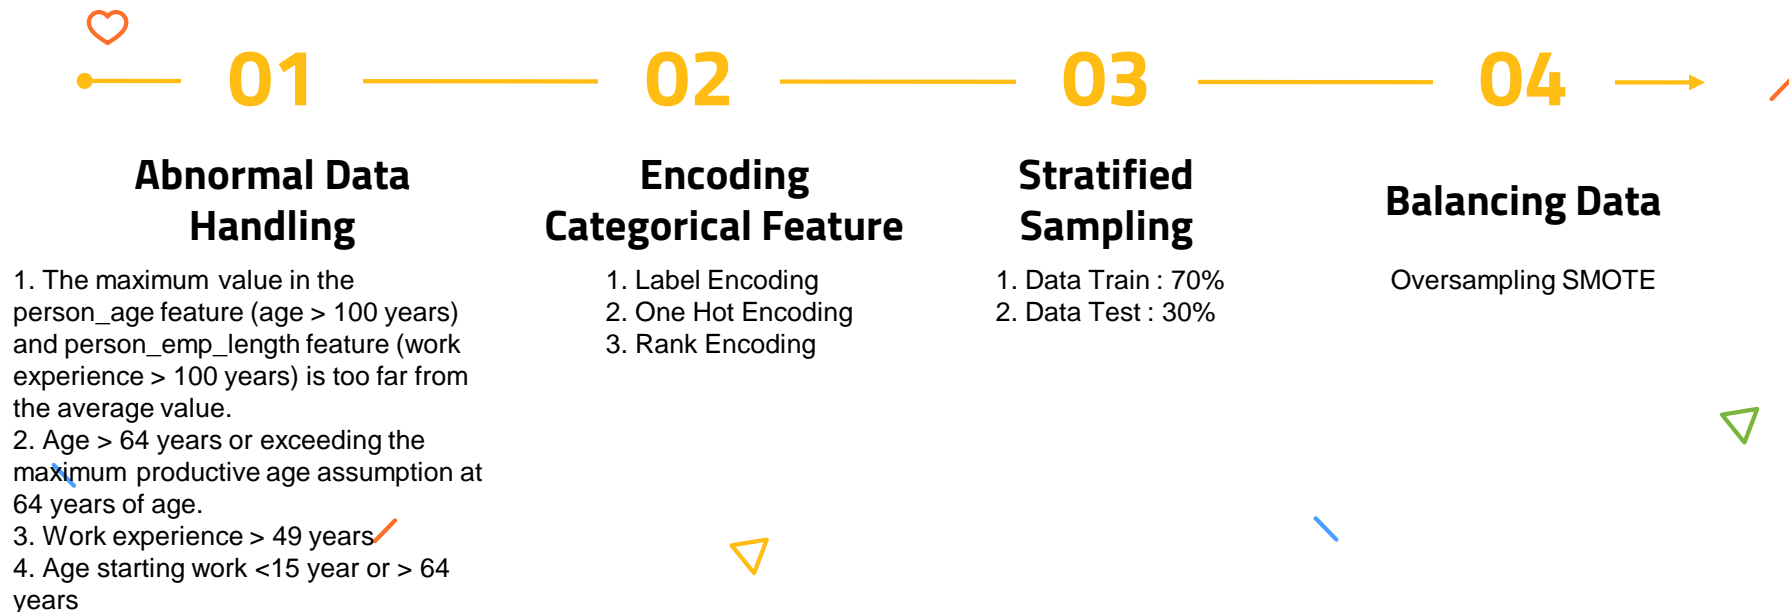 01
Abnormal Data
Handling
1. The maximum value in the
person_age feature (age > 100 years)
and person_emp_length feature (work
experience > 100 years) is too far from
the average value.
2. Age > 64 years or exceeding the
maximum productive age assumption at
64 years of age.
3. Work experience > 49 years
4. Age starting work <15 year or > 64
years
02
Encoding
Categorical Feature
1. Label Encoding
2. One Hot Encoding
3. Rank Encoding
03
Stratified
Sampling
1. Data Train : 70%
2. Data Test : 30%
04
Balancing Data
Oversampling SMOTE